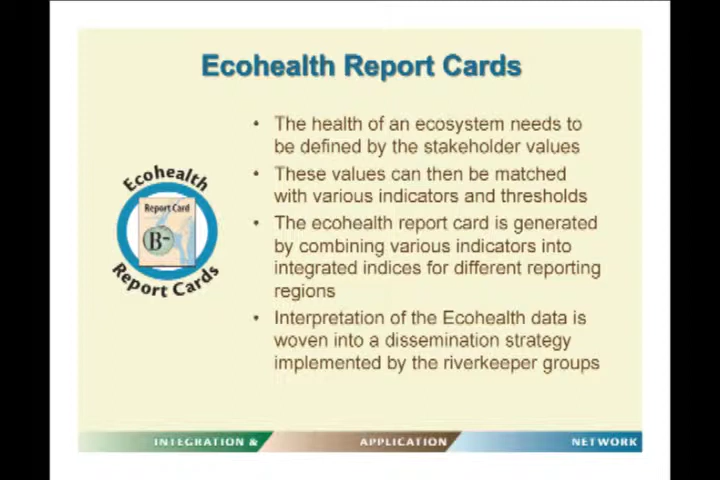 Ecohealth Report Cards
• The health of an ecosystem needs to
be defined by the stakeholder values
• These values can then be matched
with various indicators and thresholds
• The ecohealth report card is generated
by combining various indicators into
integrated indices for different reporting
regions
• Interpretation of the Ecohealth data is
woven into a dissemination strategy
implemented by the riverkeeper groups
Ecohealth
Report Card
B-
Report Cards
INTEGRATION & APPLICATION NETWORK